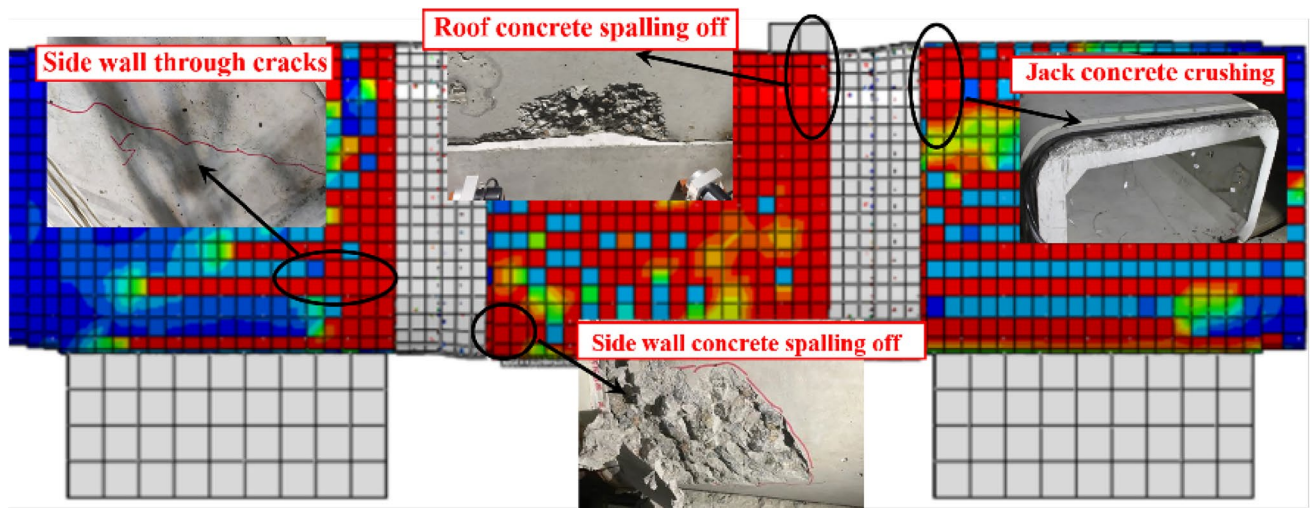 Roof concrete spalling off
Side wall through cracks
Jack concrete crushing
Side wall concrete spalling off